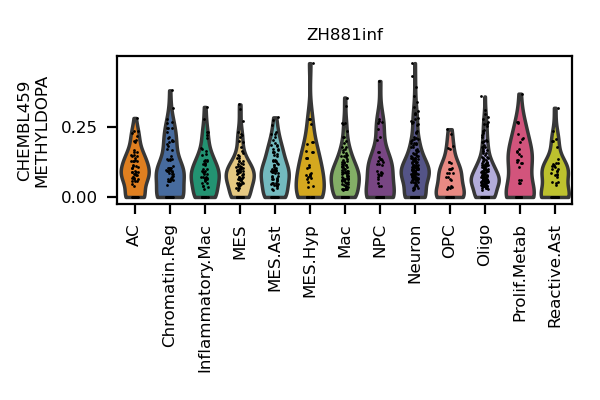 ZH881inf
CHEMBL459
METHYLDOPA
0.25
0.00
AC
Chromatin.Reg
Inflammatory.Mac
MES
MES.Ast
MES.Hyp
Mac
NPC
Neuron
OPC
Oligo
Prolif.Metab
Reactive.Ast